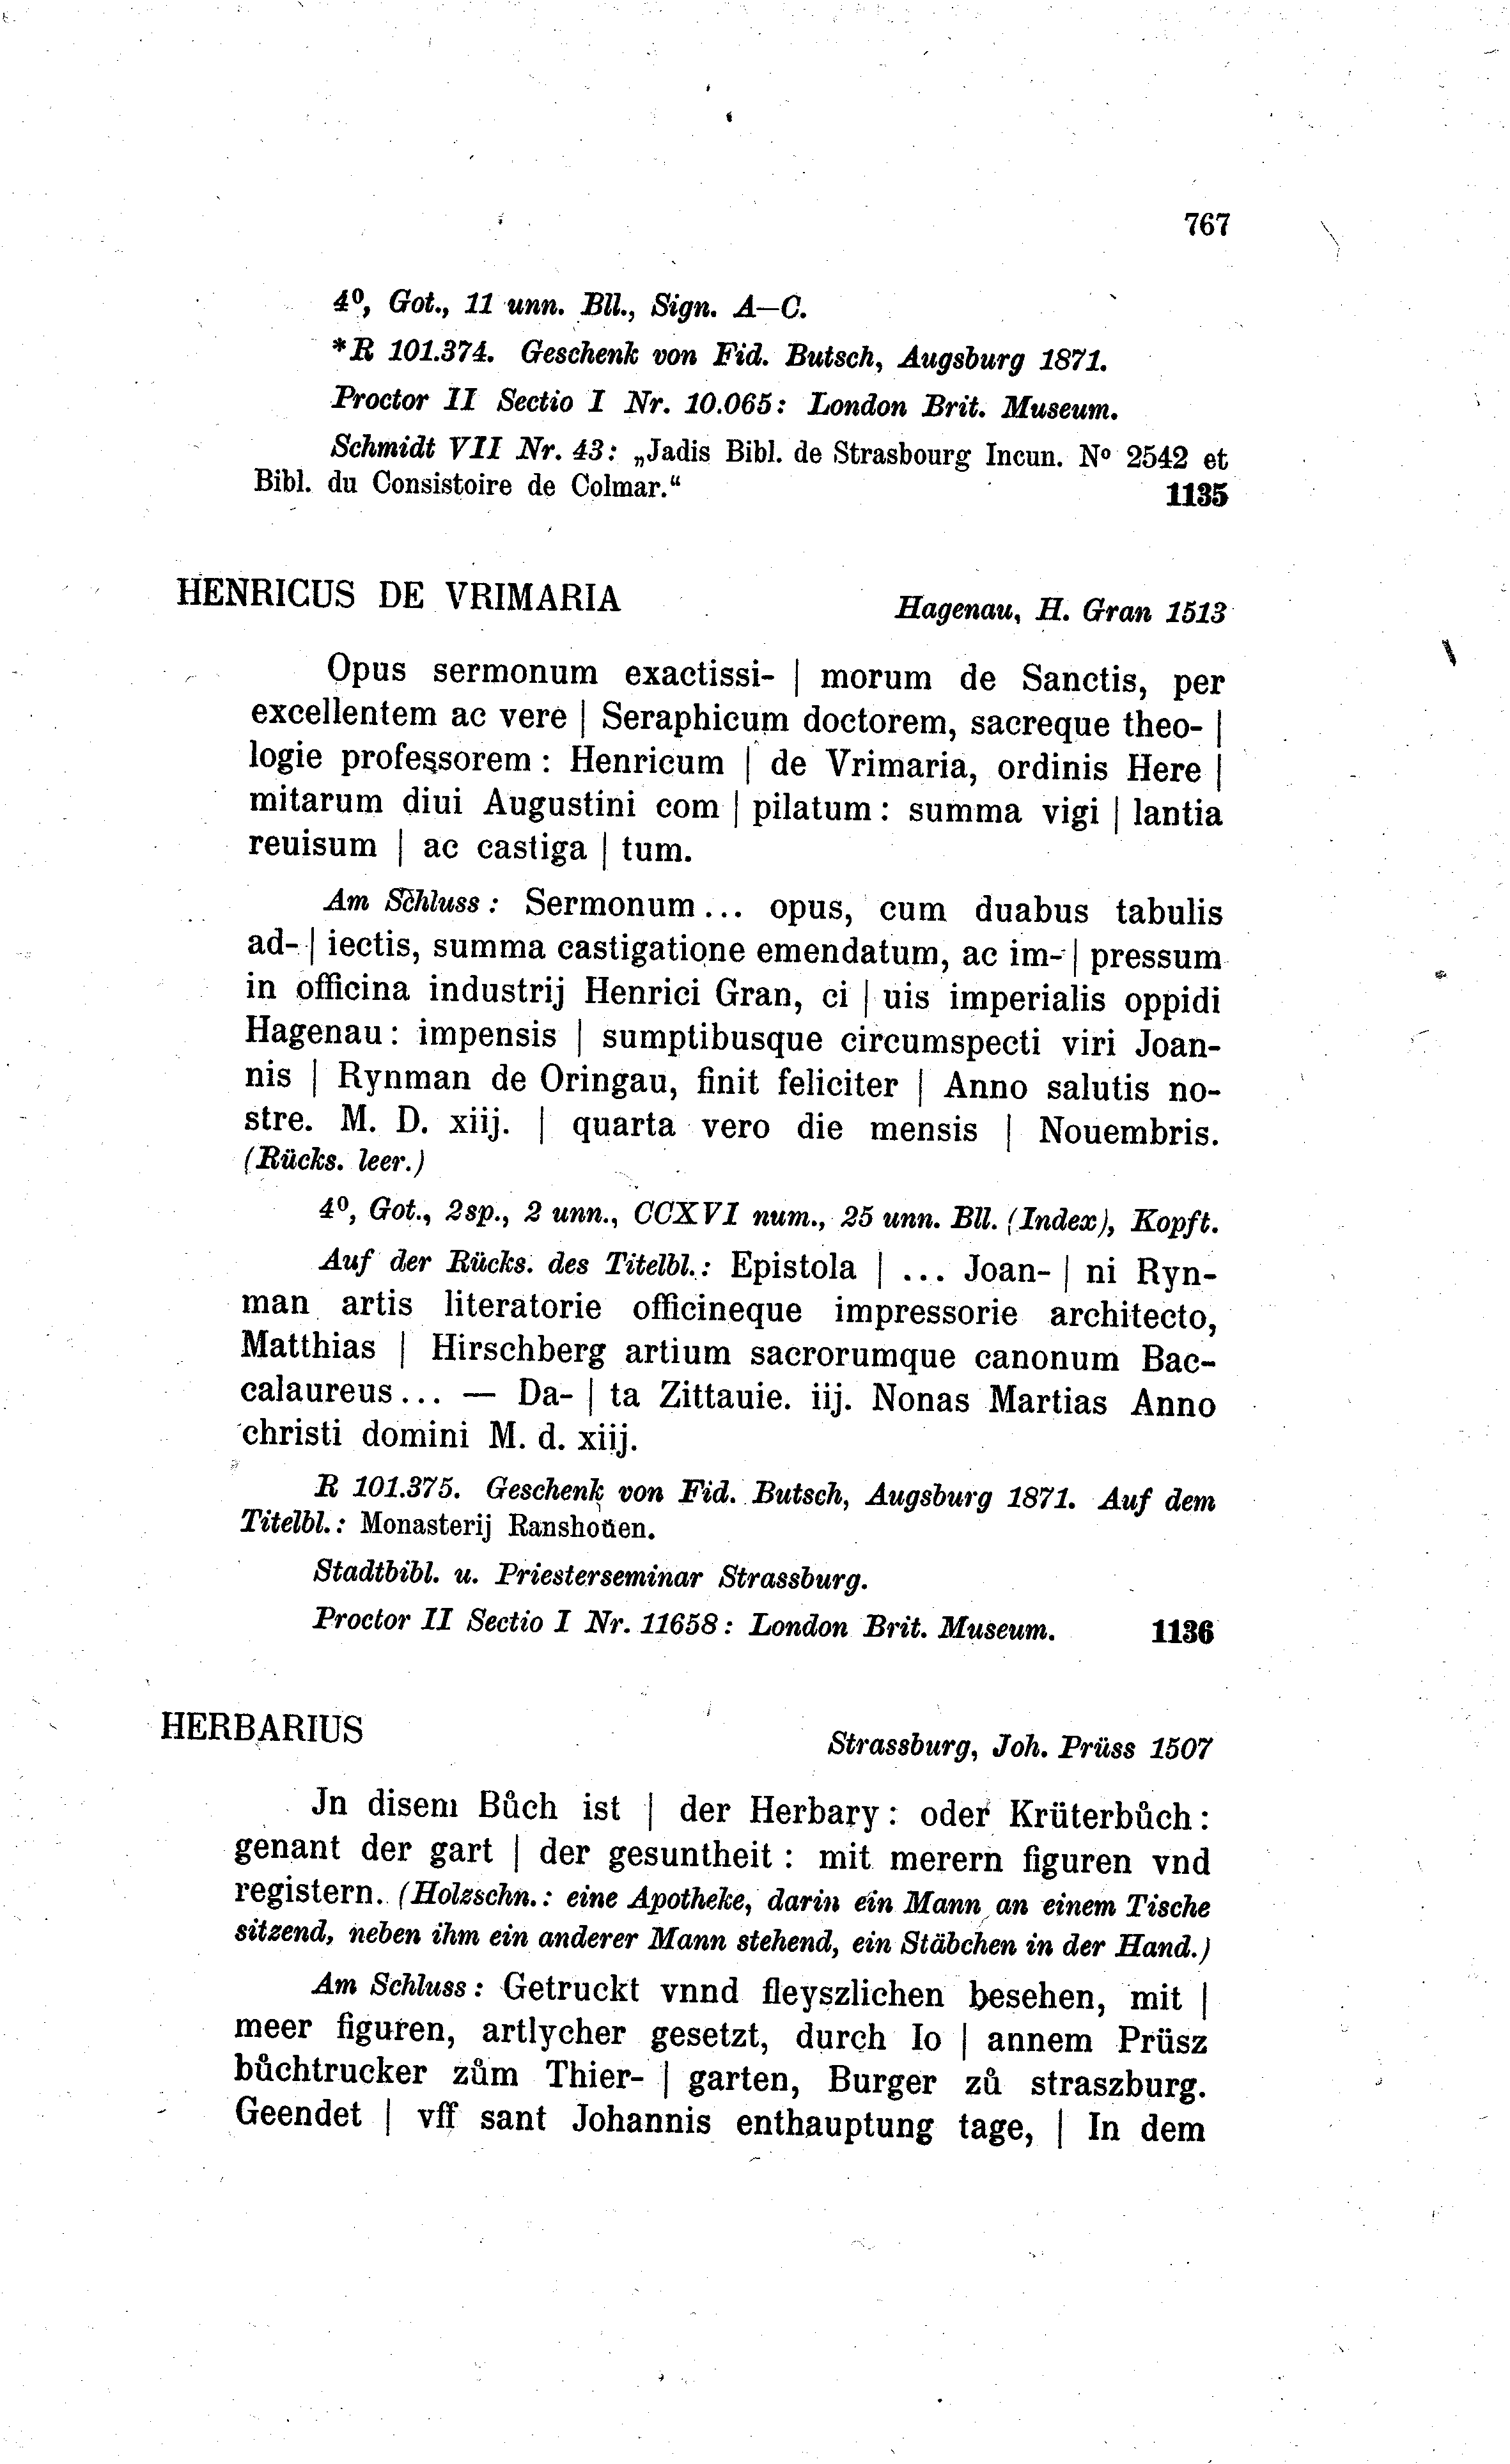 767
4⁰, Got., 11 unn. Bll., Sign. A—C.
*R 101.374. Geschenk von Fid. Butsch, Augsburg 1871.
Proctor II Sectio I Nr. 10.065: London Brit. Museum.
Schmidt VII Nr. 43: „Jadis Bibl. de Strasbourg Incun. Nº 2542 et
Bibl. du Consistoire de Colmar.“ 1135
HENRICUS DE VRIMARIA Hagenau, H. Gran 1513
Opus sermonum exactissi- | morum de Sanctis, per
excellentem ac vere | Seraphicum doctorem, sacreque theo- |
logie professorem: Henricum | de Vrimaria, ordinis Here |
mitarum diui Augustini com | pilatum: summa vigi | lantia
reuisum | ac castiga | tum.
Am Schluss: Sermonum... opus, cum duabus tabulis
ad- | iectis, summa castigatione emendatum, ac im- | pressum
in officina industrij Henrici Gran, ci | uis imperialis oppidi
Hagenau: impensis | sumptibusque circumspecti viri Joan-
nis | Rynman de Oringau, finit feliciter | Anno salutis no-
stre. M. D. xiij. | quarta vero die mensis | Nouembris.
(Rücks. leer.)
4⁰, Got., 2sp., 2 unn., CCXVI num., 25 unn. Bll. (Index), Kopft.
Auf der Rücks. des Titelbl.: Epistola | ... Joan- | ni Ryn-
man artis literatorie officineque impressorie architecto,
Matthias | Hirschberg artium sacrorumque canonum Bac-
calaureus... — Da- | ta Zittauie. iij. Nonas Martias Anno
christi domini M. d. xiij.
R 101.375. Geschenk von Fid. Butsch, Augsburg 1871. Auf dem
Titelbl.: Monasterij Ranshouen.
Stadtbibl. u. Priesterseminar Strassburg.
Proctor II Sectio I Nr. 11658: London Brit. Museum. 1136
HERBARIUS Strassburg, Joh. Prüss 1507
Jn disem Bůch ist | der Herbary: oder Krüterbůch:
genant der gart | der gesuntheit: mit merern figuren vnd
registern. (Holzschn.: eine Apotheke, darin ein Mann an einem Tische
sitzend, neben ihm ein anderer Mann stehend, ein Stäbchen in der Hand.)
Am Schluss: Getruckt vnnd fleyszlichen besehen, mit |
meer figuren, artlycher gesetzt, durch Io | annem Prüsz
bůchtrucker zům Thier- | garten, Burger zů straszburg.
Geendet | vff sant Johannis enthauptung tage, | In dem